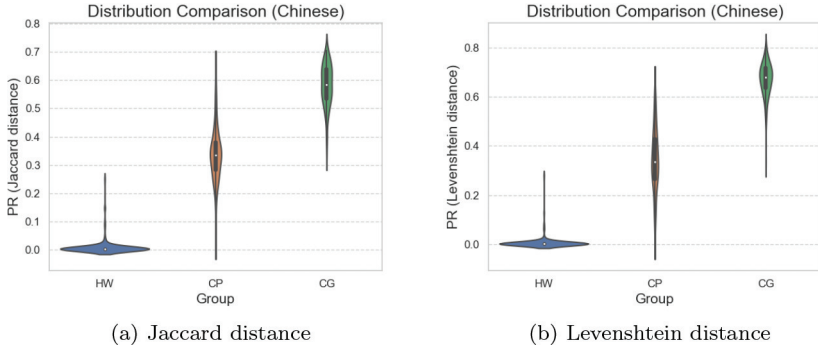 Distribution Comparison (Chinese)
PR (Jaccard distance)
0.8
0.7
0.6
0.5
0.4
0.3
0.2
0.1
0.0
HW CP CG
Group
(a) Jaccard distance
Distribution Comparison (Chinese)
PR (Levenshtein distance)
0.8
0.6
0.4
0.2
0.0
HW CP CG
Group
(b) Levenshtein distance